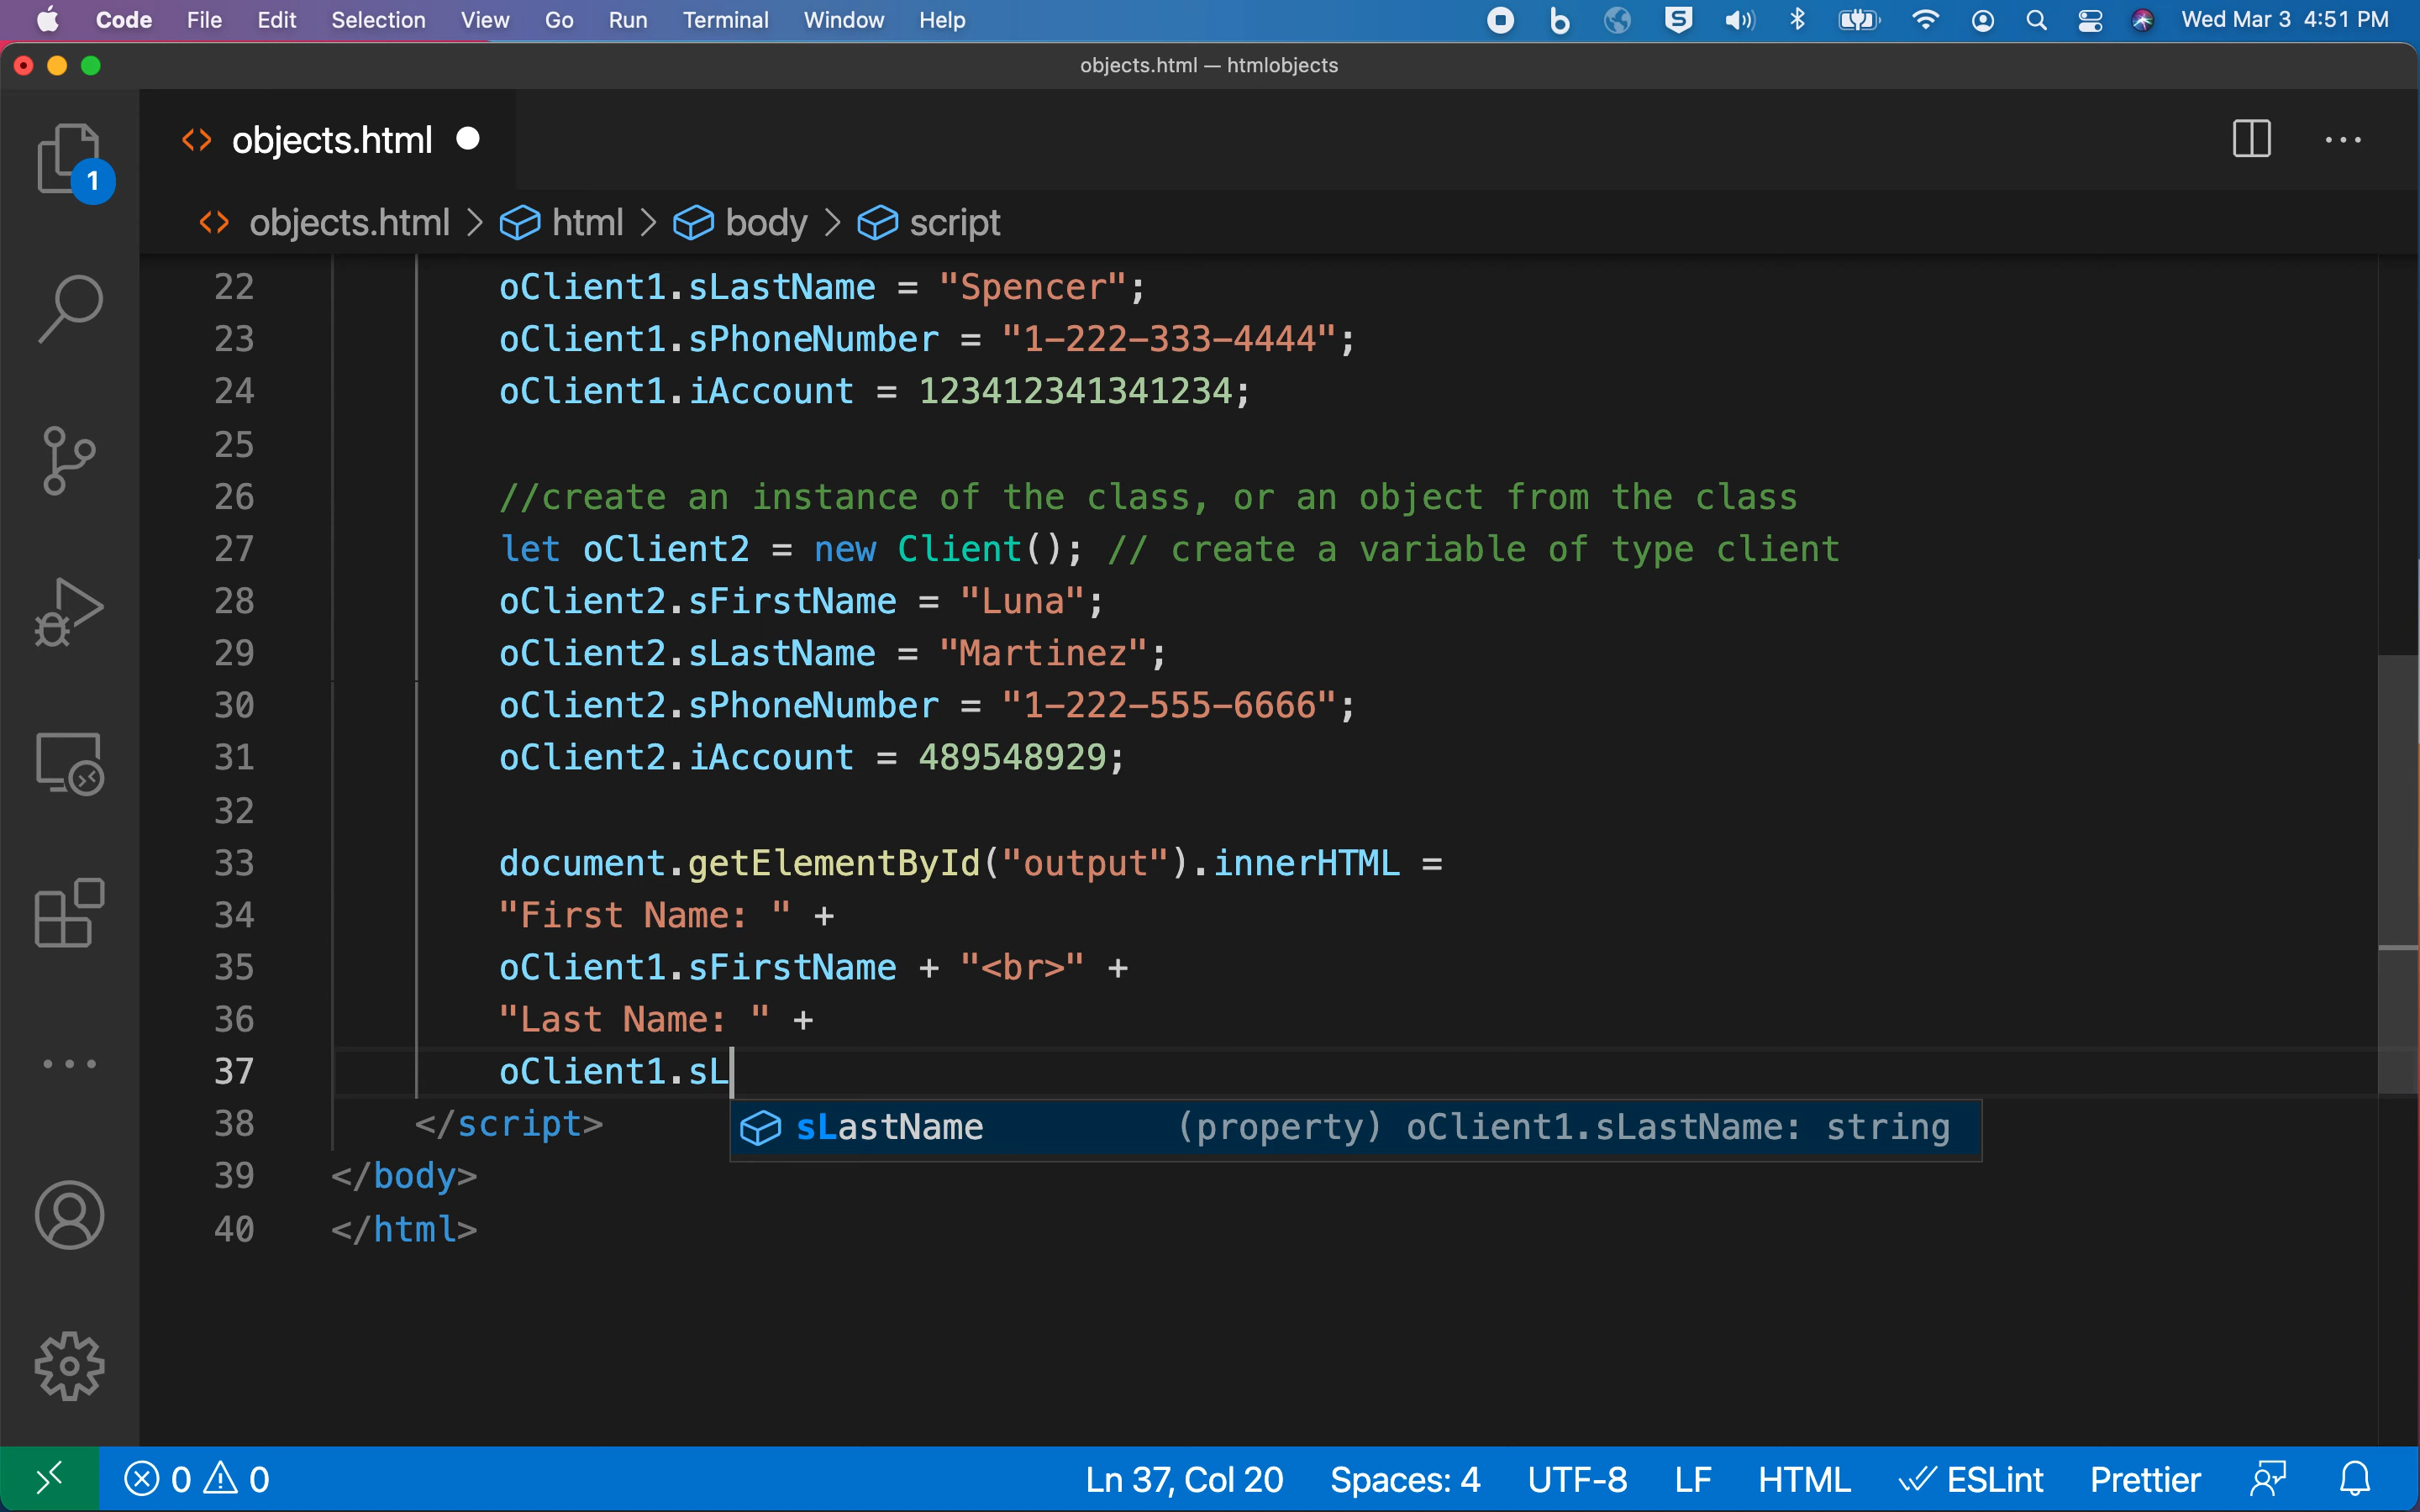 Code File Edit Selection View Go Run Terminal Window Help Wed Mar 3 4:51 PM
objects.html — htmlobjects
objects.html
1
objects.html > html > body > script
22 oClient1.sLastName = "Spencer";
23 oClient1.sPhoneNumber = "1-222-333-4444";
24 oClient1.iAccount = 123412341341234;
25
26 //create an instance of the class, or an object from the class
27 let oClient2 = new Client(); // create a variable of type client
28 oClient2.sFirstName = "Luna";
29 oClient2.sLastName = "Martinez";
30 oClient2.sPhoneNumber = "1-222-555-6666";
31 oClient2.iAccount = 489548929;
32
33 document.getElementById("output").innerHTML =
34 "First Name: " +
35 oClient1.sFirstName + "<br>" +
36 "Last Name: " +
37 oClient1.sL
38 </script>
sLastName (property) oClient1.sLastName: string
39 </body>
40 </html>
0 0 Ln 37, Col 20 Spaces: 4 UTF-8 LF HTML ESLint Prettier